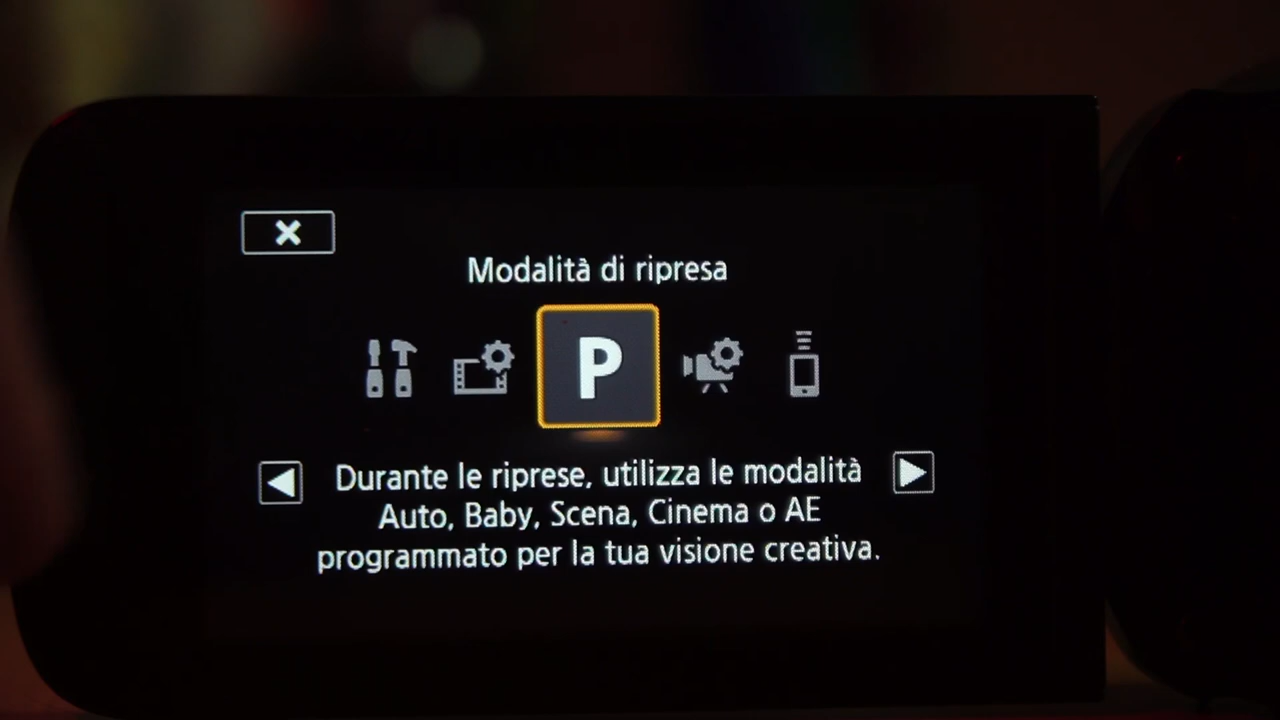 Modalità di ripresa
P
Durante le riprese, utilizza le modalità
Auto, Baby, Scena, Cinema o AE
programmato per la tua visione creativa.